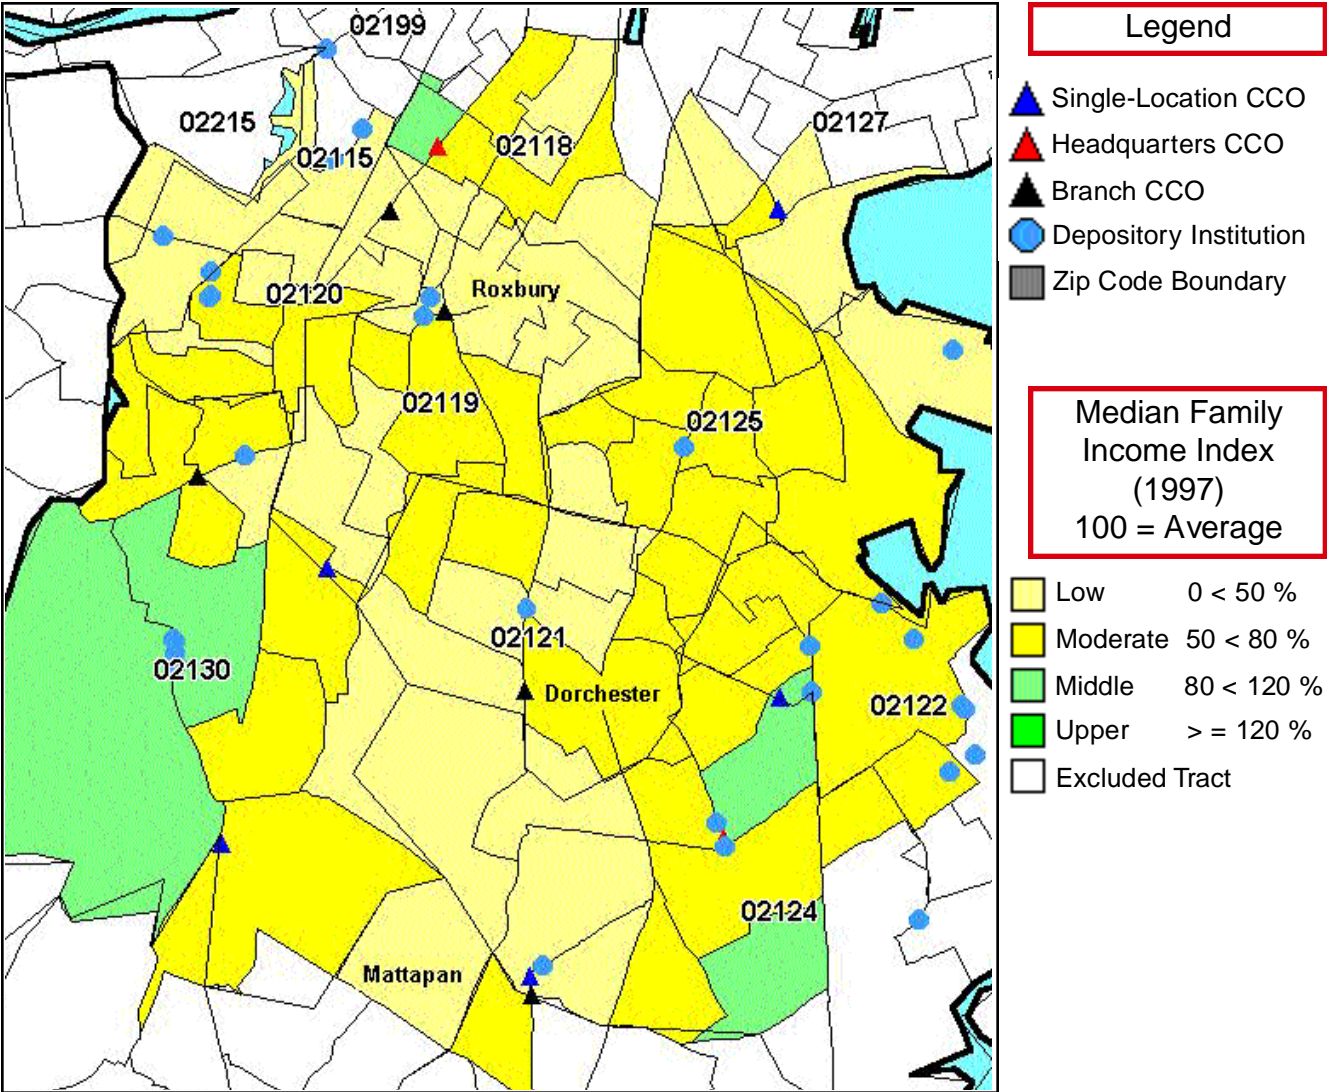 02199
02215
02115
02118
02127
02120
Roxbury
02119
02125
02121
02130
Dorchester
02122
02124
Mattapan
Legend
Single-Location CCO
Headquarters CCO
Branch CCO
Depository Institution
Zip Code Boundary
Median Family
Income Index
(1997)
100 = Average
Low 0 < 50 %
Moderate 50 < 80 %
Middle 80 < 120 %
Upper > = 120 %
Excluded Tract